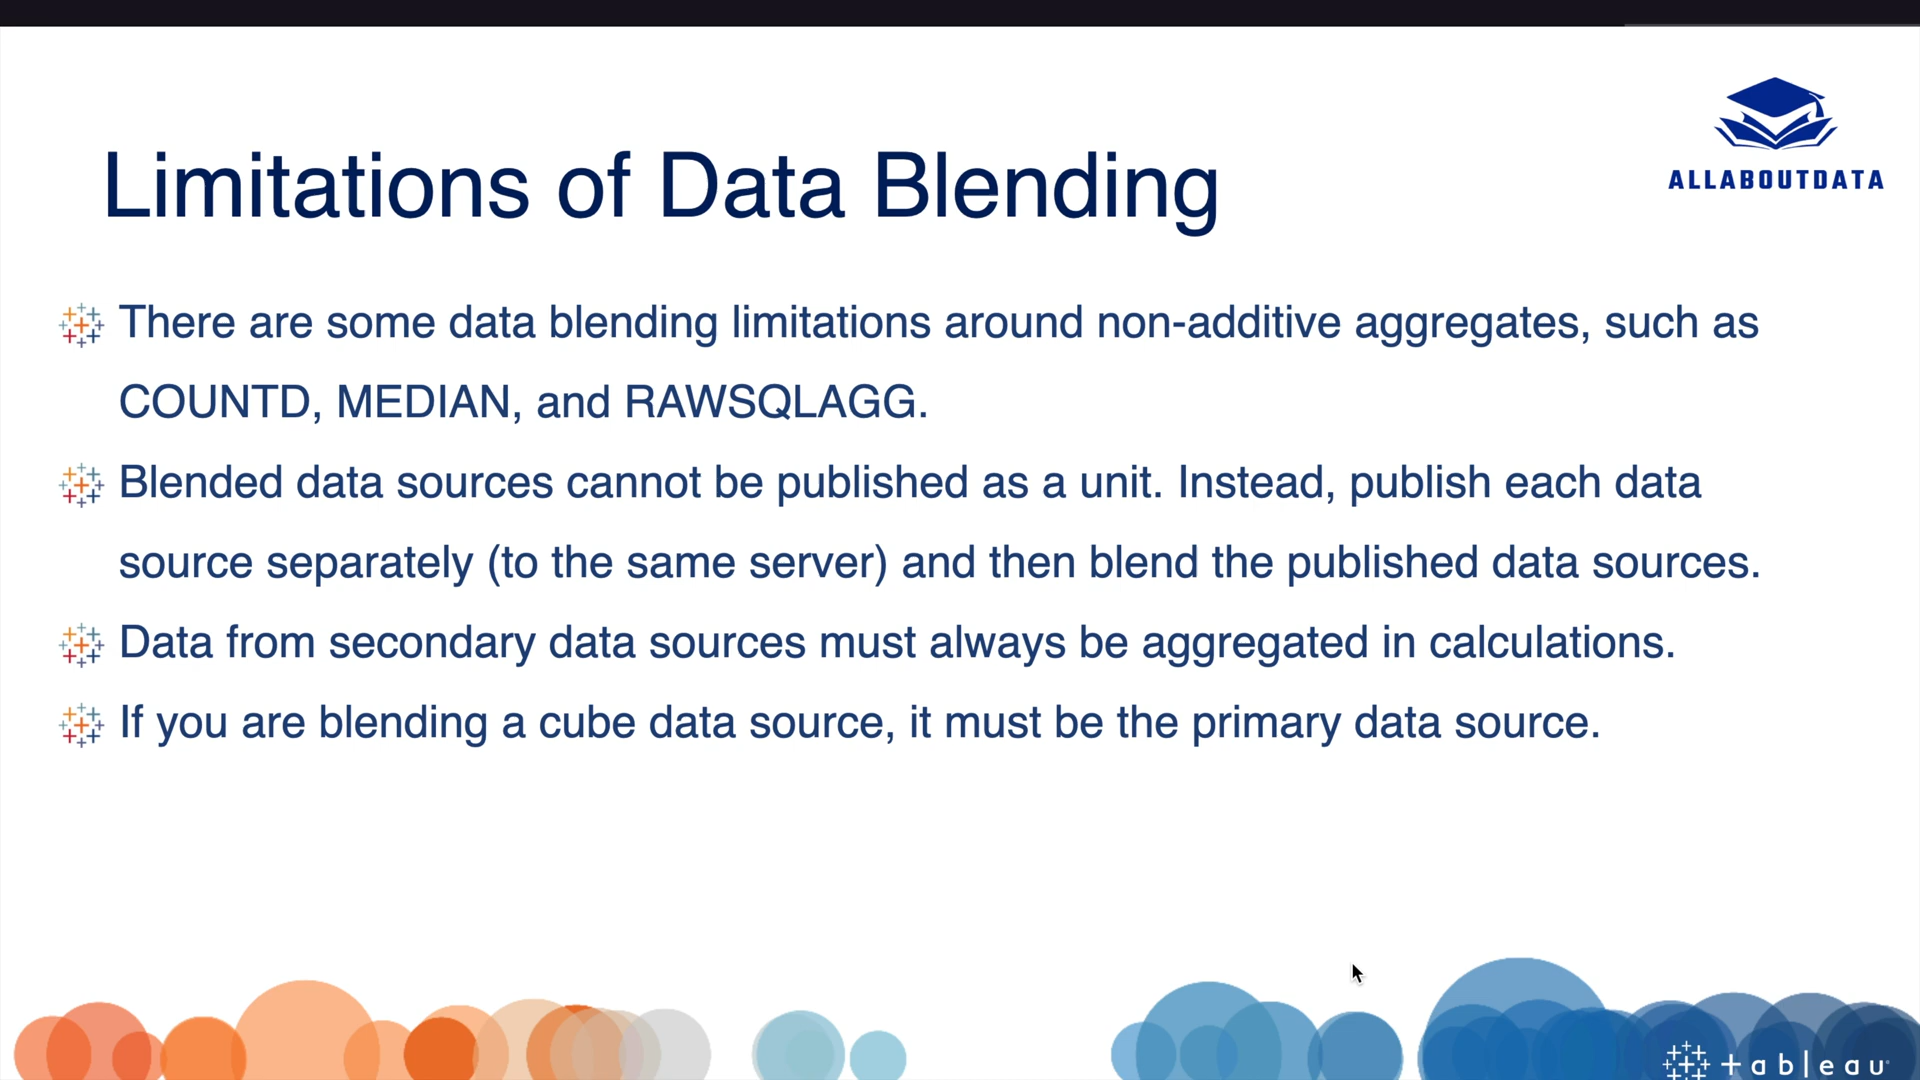 ALLABOUTDATA
Limitations of Data Blending
There are some data blending limitations around non-additive aggregates, such as
COUNTD, MEDIAN, and RAWSQLAGG.
Blended data sources cannot be published as a unit. Instead, publish each data
source separately (to the same server) and then blend the published data sources.
Data from secondary data sources must always be aggregated in calculations.
If you are blending a cube data source, it must be the primary data source.
+ableau